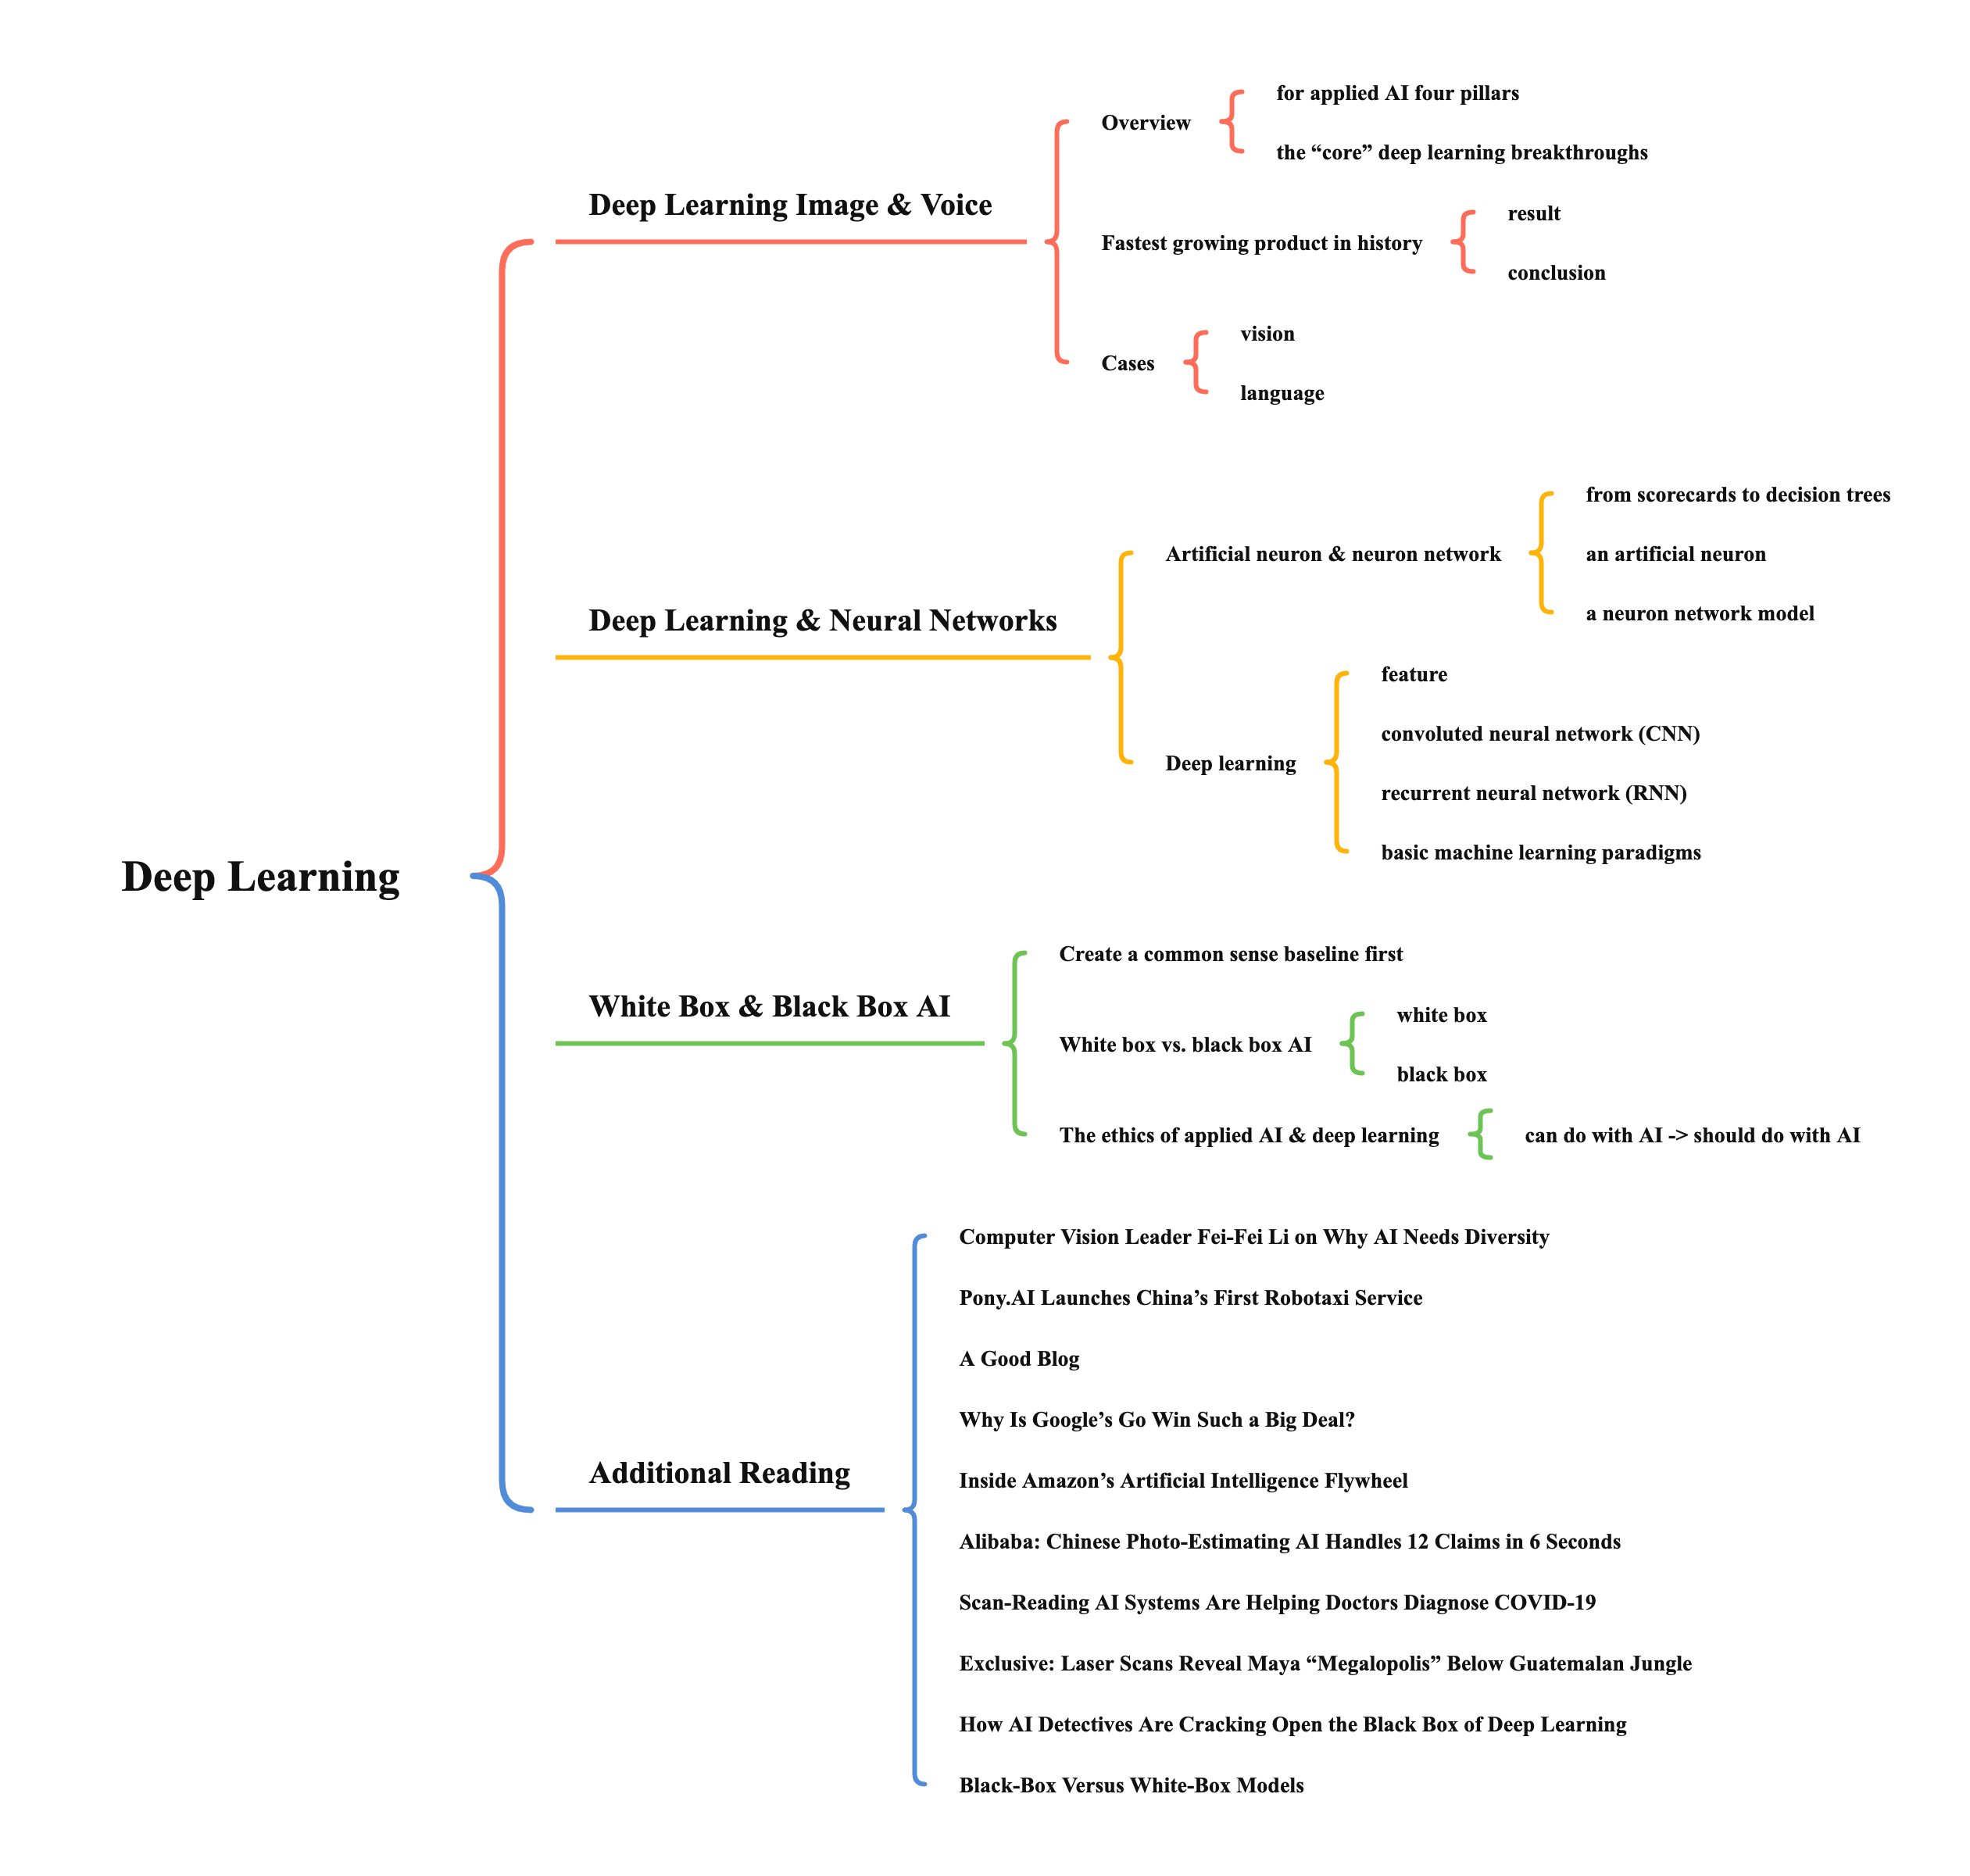 Deep Learning
Deep Learning Image & Voice
Overview
for applied AI four pillars
the “core” deep learning breakthroughs
Fastest growing product in history
result
conclusion
Cases
vision
language
Deep Learning & Neural Networks
Artificial neuron & neuron network
from scorecards to decision trees
an artificial neuron
a neuron network model
Deep learning
feature
convoluted neural network (CNN)
recurrent neural network (RNN)
basic machine learning paradigms
White Box & Black Box AI
Create a common sense baseline first
White box vs. black box AI
white box
black box
The ethics of applied AI & deep learning
can do with AI -> should do with AI
Additional Reading
Computer Vision Leader Fei-Fei Li on Why AI Needs Diversity
Pony.AI Launches China’s First Robotaxi Service
A Good Blog
Why Is Google’s Go Win Such a Big Deal?
Inside Amazon’s Artificial Intelligence Flywheel
Alibaba: Chinese Photo-Estimating AI Handles 12 Claims in 6 Seconds
Scan-Reading AI Systems Are Helping Doctors Diagnose COVID-19
Exclusive: Laser Scans Reveal Maya “Megalopolis” Below Guatemalan Jungle
How AI Detectives Are Cracking Open the Black Box of Deep Learning
Black-Box Versus White-Box Models